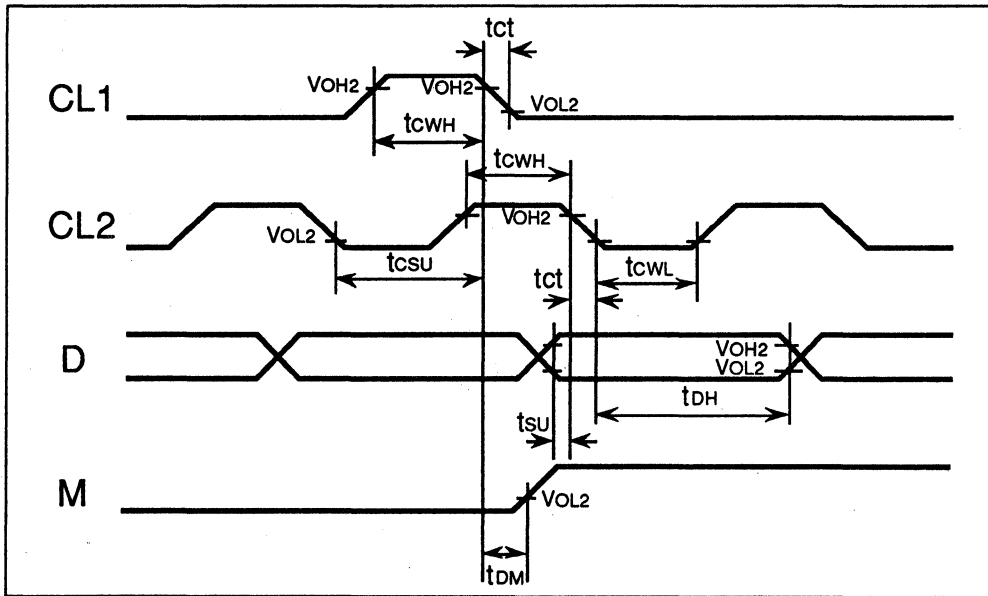 tct
CL1
VOH2
VOH2
VOL2
tCWH
tCWH
CL2
VOL2
VOH2
tCSU
tct
tCWL
D
VOH2
VOL2
tDH
tSU
M
VOL2
tDM